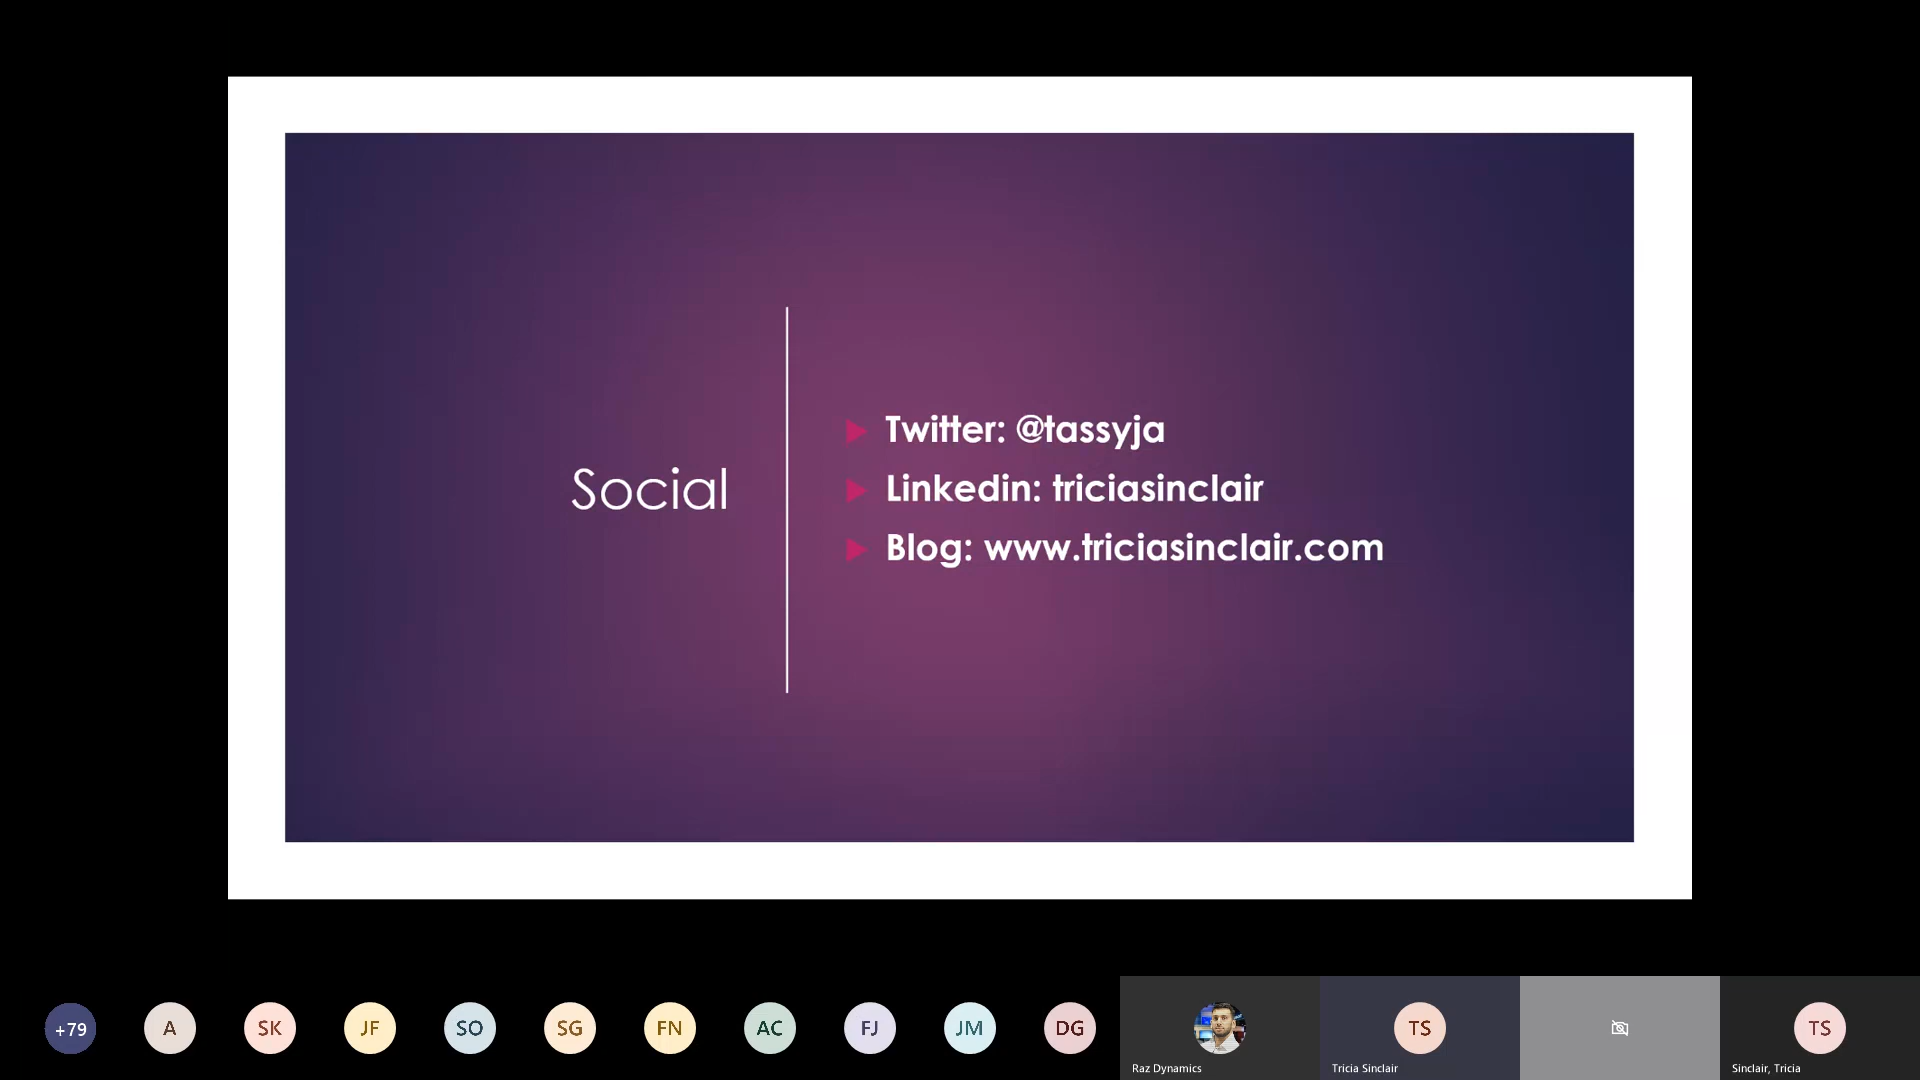 Social
Twitter: @tassyja
Linkedin: triciasinclair
Blog: www.triciasinclair.com
+79
A
SK
JF
SO
SG
FN
AC
FJ
JM
DG
Raz Dynamics
TS
Tricia Sinclair
TS
Sinclair, Tricia